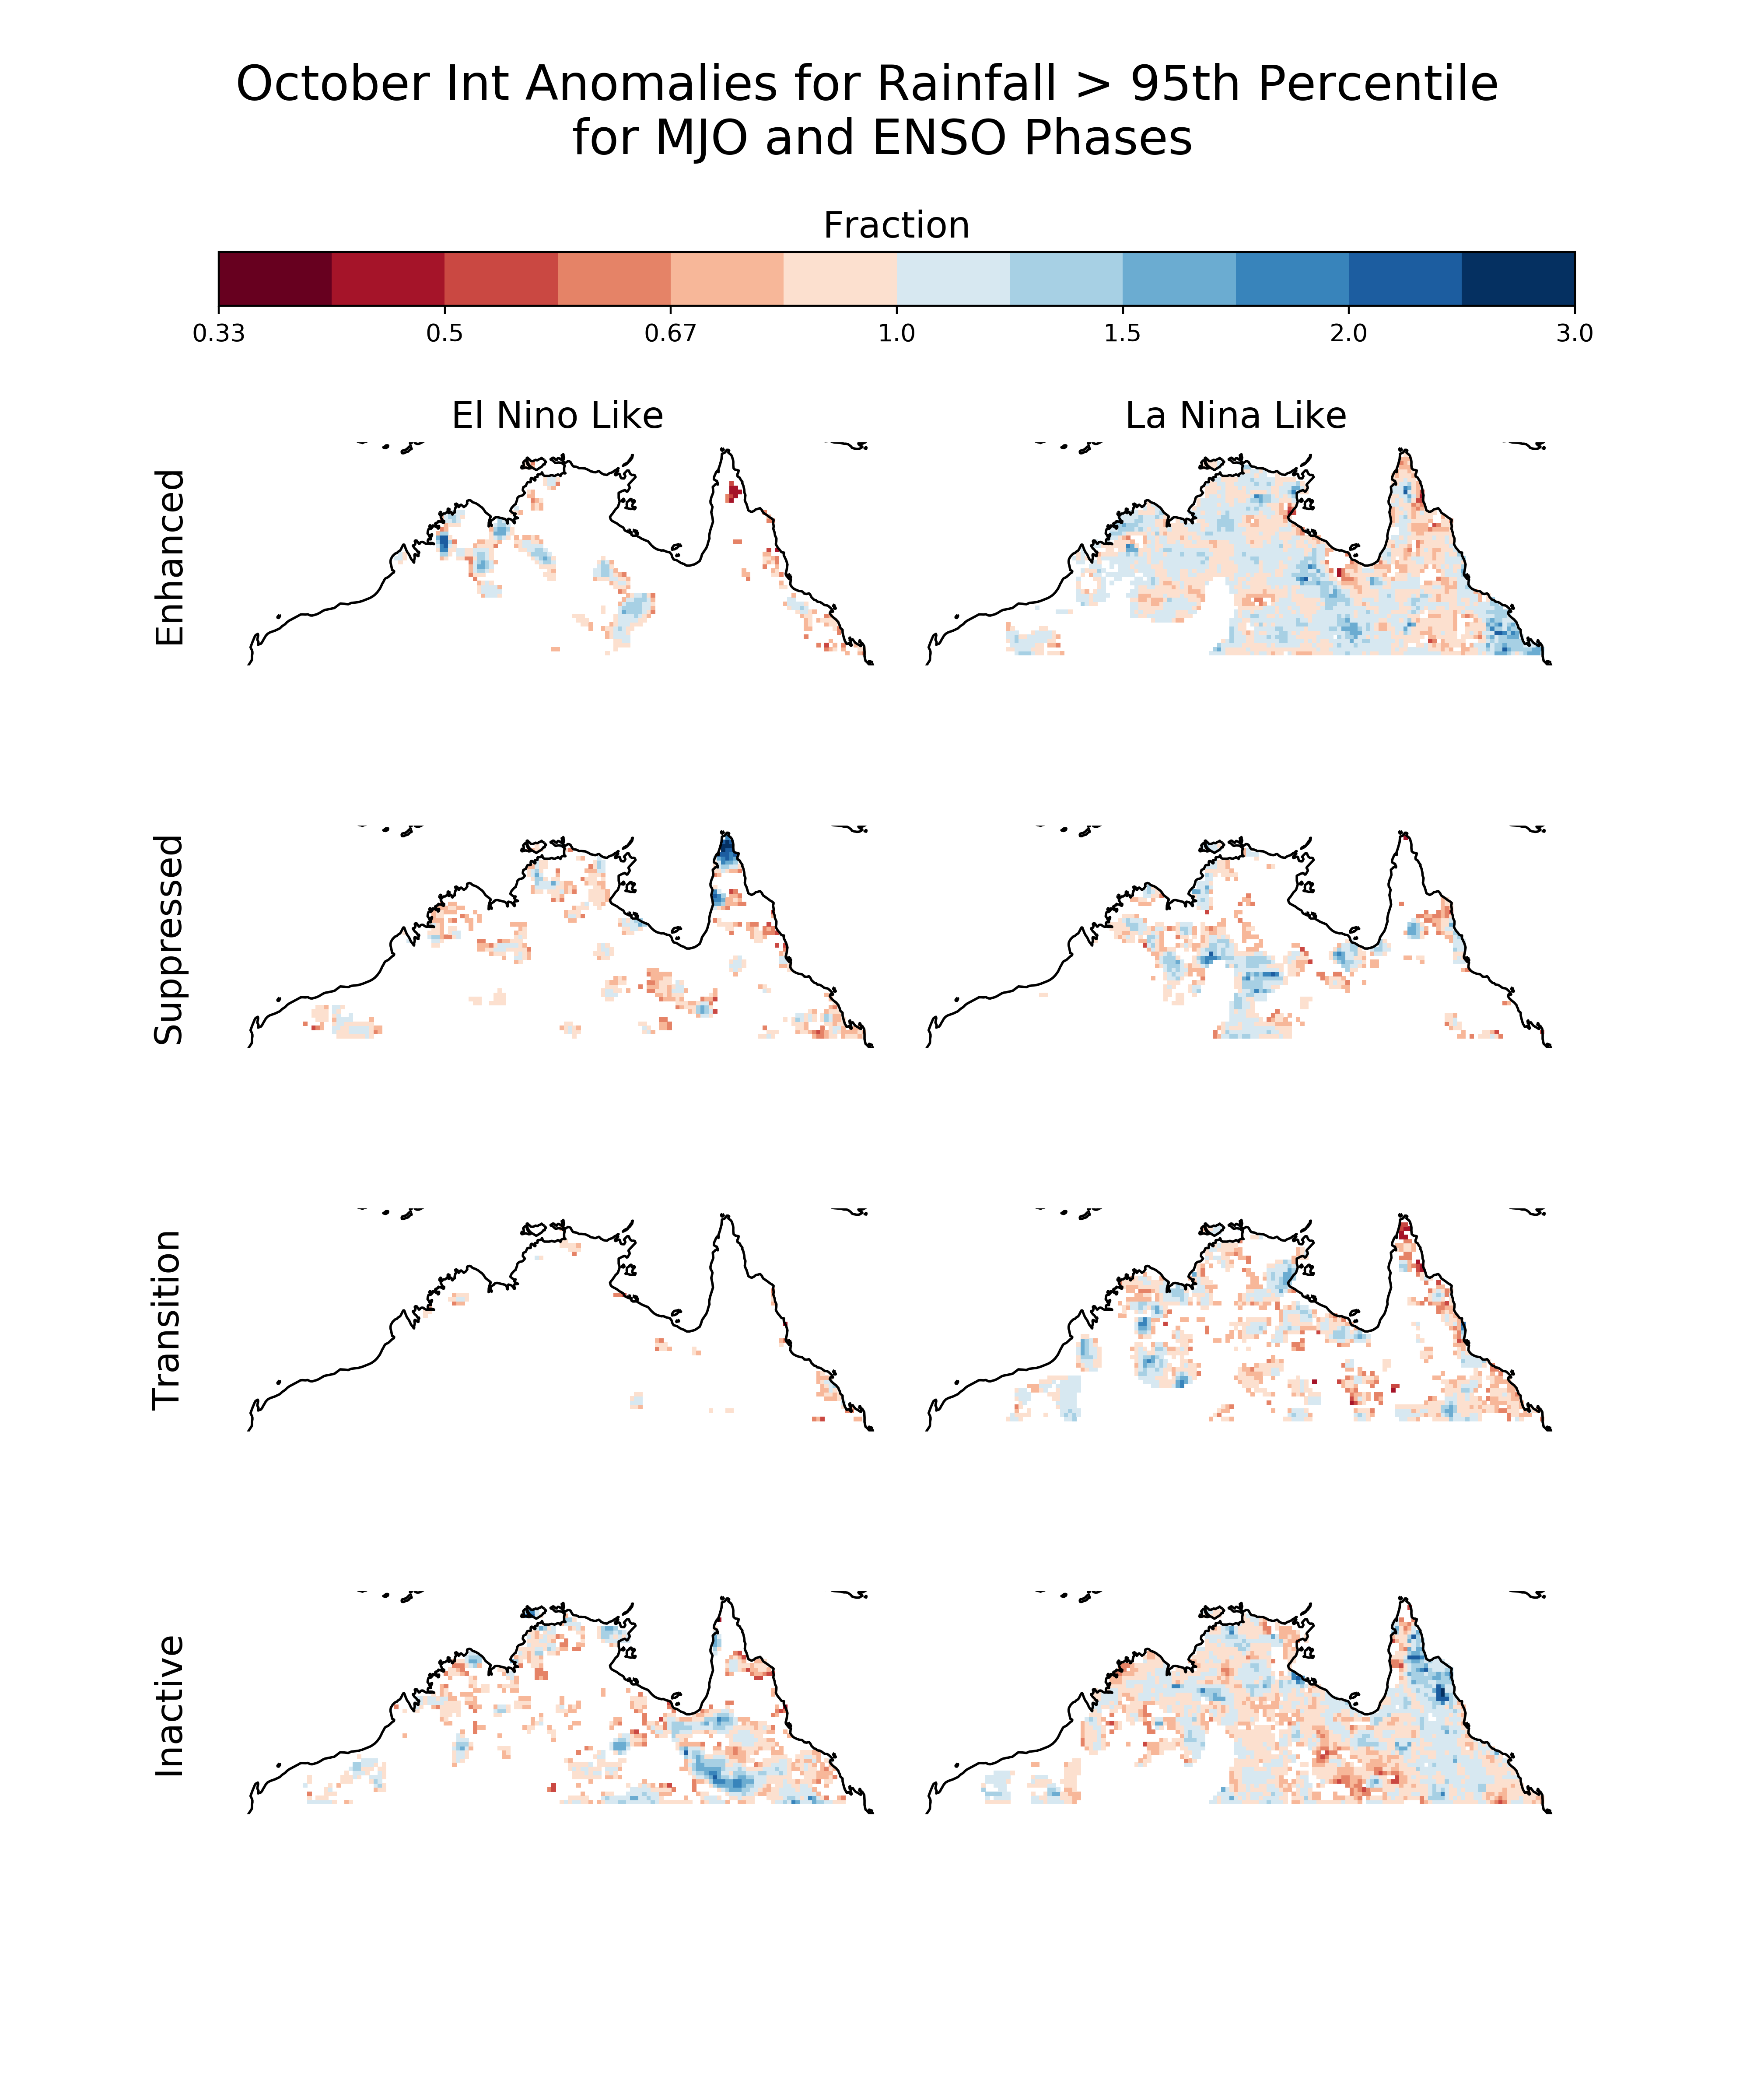 October Int Anomalies for Rainfall > 95th Percentile
for MJO and ENSO Phases
Fraction
0.33 0.5 0.67 1.0 1.5 2.0 3.0
El Nino Like La Nina Like
Enhanced
Suppressed
Transition
Inactive